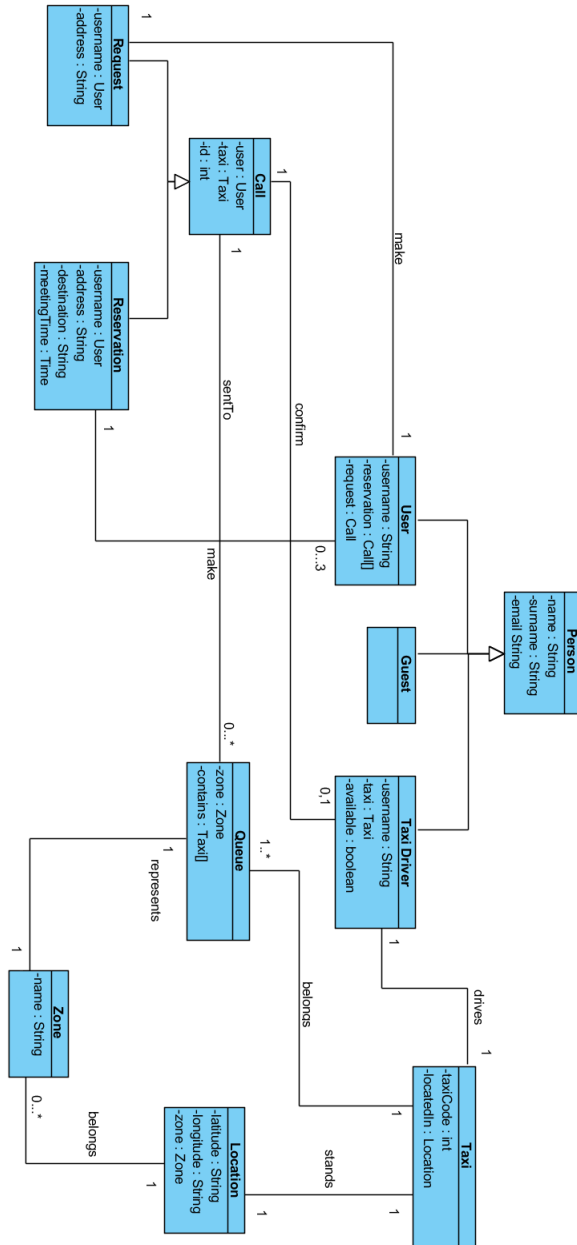 Person
-name : String
-surname : String
-email String
User
-username : String
-reservation : Call[]
-request : Call
Guest
Taxi Driver
-username : String
-taxi : Taxi
-available : boolean
Taxi
-taxiCode : int
-locatedIn : Location
Call
-user : User
-taxi : Taxi
-id : int
Queue
-zone : Zone
-contains : Taxi[]
Location
-latitude : String
-longitude : String
-zone : Zone
Request
-username : User
-address : String
Reservation
-username : User
-address : String
-destination : String
-meetingTime : Time
Zone
-name : String
make
1
1
confirm
1
0,1
sentTo
1
0...*
make
1
0...3
drives
1
1
belongs
1..*
1
stands
1
1
represents
1
1
belongs
0...*
1